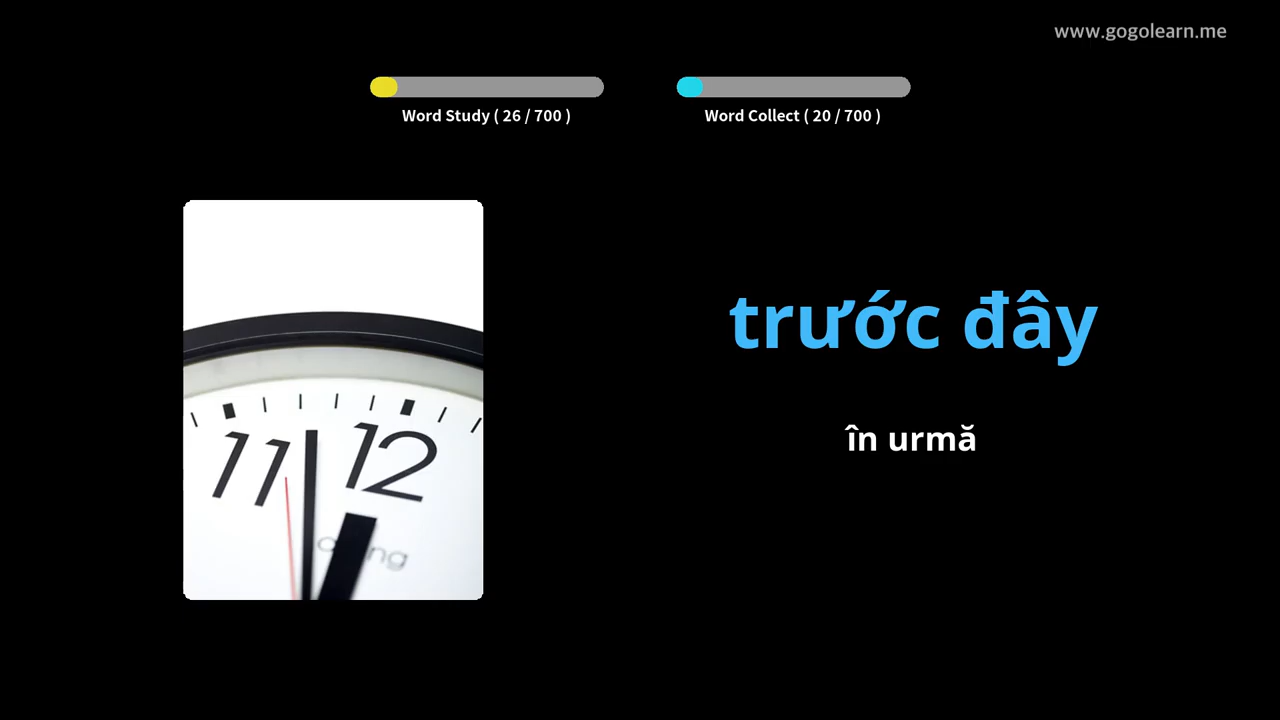 www.gogolearn.me
Word Study ( 26 / 700 )
Word Collect ( 20 / 700 )
11 12
trước đây
în urmă